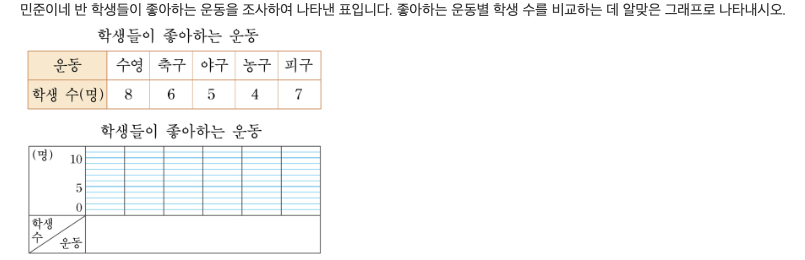 민준이네 반 학생들이 좋아하는 운동을 조사하여 나타낸 표입니다. 좋아하는 운동별 학생 수를 비교하는 데 알맞은 그래프로 나타내시오.
학생들이 좋아하는 운동
운동 수영 축구 야구 농구 피구
학생 수(명) 8 6 5 4 7
학생들이 좋아하는 운동
(명) 10
5
0
학생
수
운동